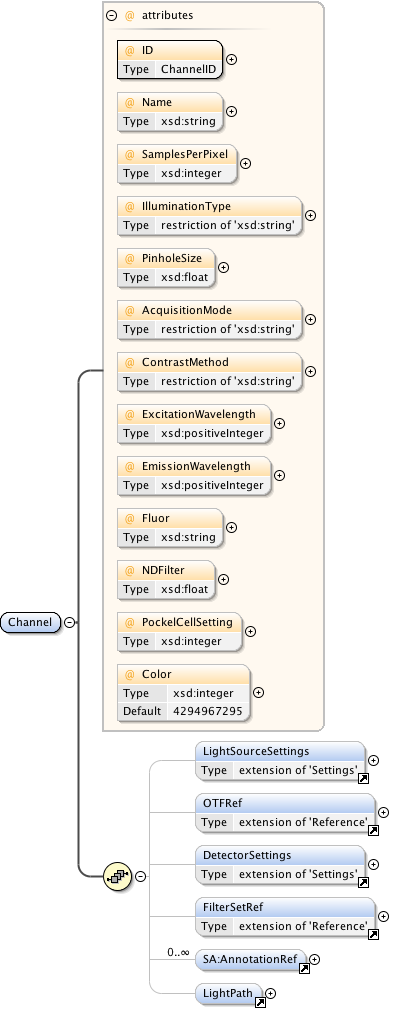 attributes
@ ID
Type ChannelID
@ Name
Type xsd:string
@ SamplesPerPixel
Type xsd:integer
@ IlluminationType
Type restriction of 'xsd:string'
@ PinholeSize
Type xsd:float
@ AcquisitionMode
Type restriction of 'xsd:string'
@ ContrastMethod
Type restriction of 'xsd:string'
@ ExcitationWavelength
Type xsd:positiveInteger
@ EmissionWavelength
Type xsd:positiveInteger
@ Fluor
Type xsd:string
@ NDFilter
Type xsd:float
@ PockelCellSetting
Type xsd:integer
@ Color
Type xsd:integer
Default 4294967295
Channel
LightSourceSettings
Type extension of 'Settings'
OTFRef
Type extension of 'Reference'
DetectorSettings
Type extension of 'Settings'
FilterSetRef
Type extension of 'Reference'
0..∞
SA:AnnotationRef
LightPath